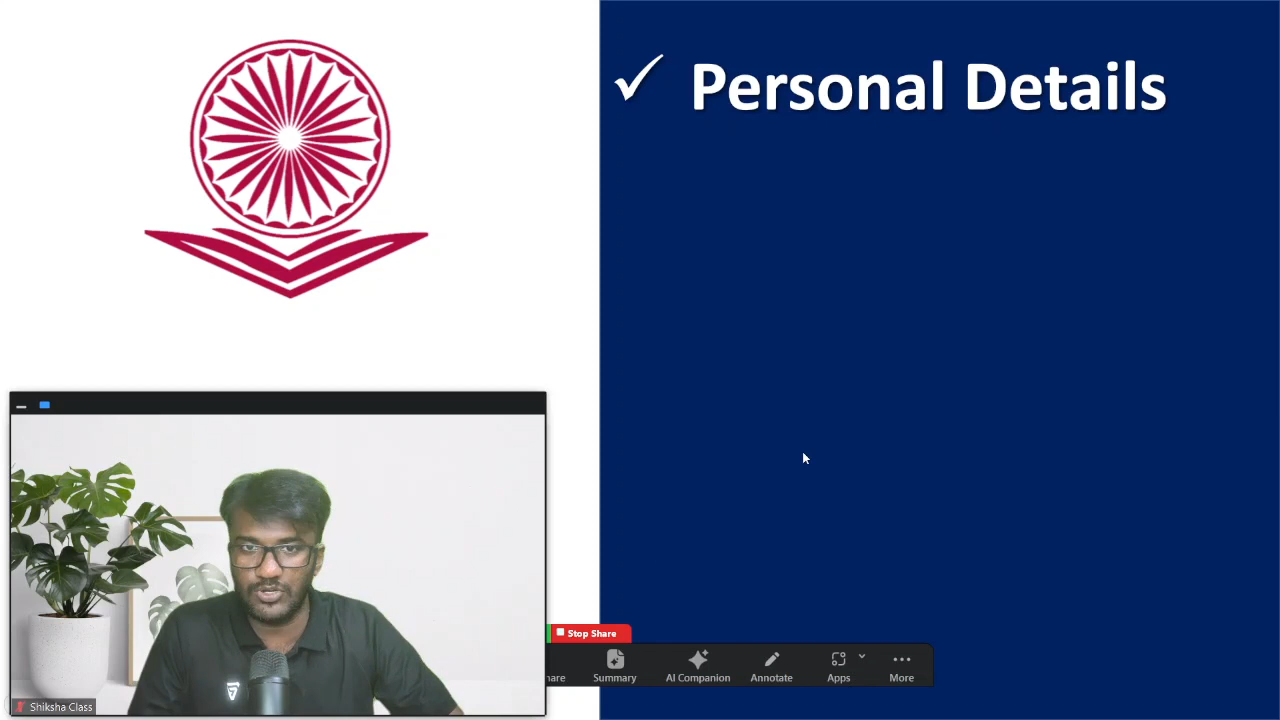 ✓ Personal Details
Stop Share
hare
Summary
AI Companion
Annotate
Apps
More
Shiksha Class